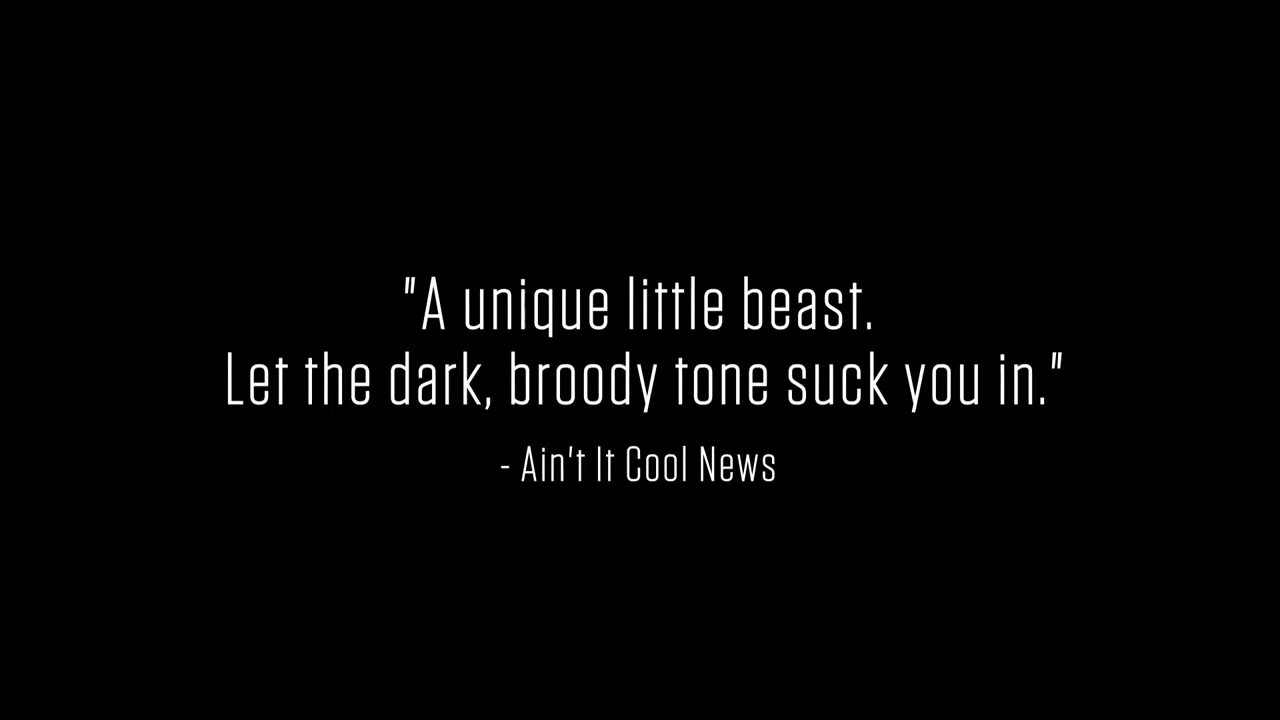 "A unique little beast.
Let the dark, broody tone suck you in."
- Ain't It Cool News